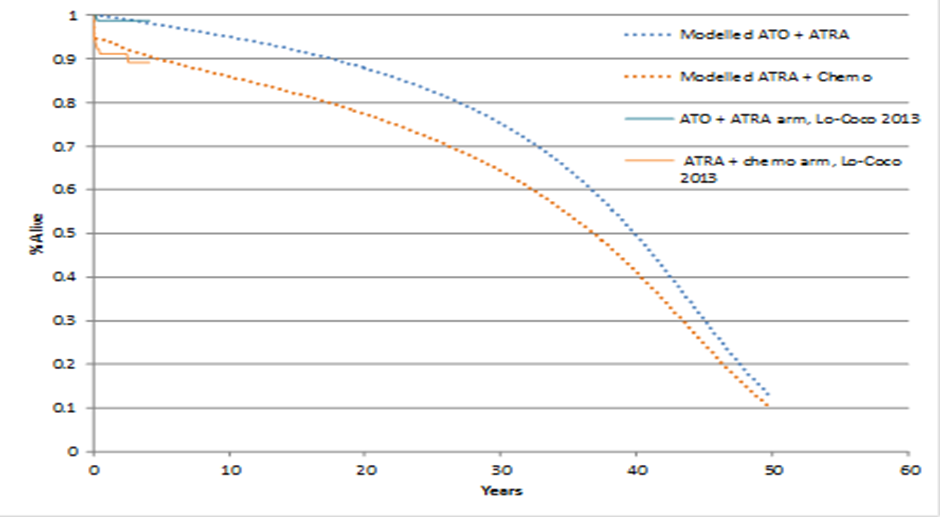 1
0.9
0.8
0.7
0.6
0.5
0.4
0.3
0.2
0.1
0
%Alive
0 10 20 30 40 50 60
Years
Modelled ATO + ATRA
Modelled ATRA + Chemo
ATO + ATRA arm, Lo-Coco 2013
ATRA + chemo arm, Lo-Coco
2013